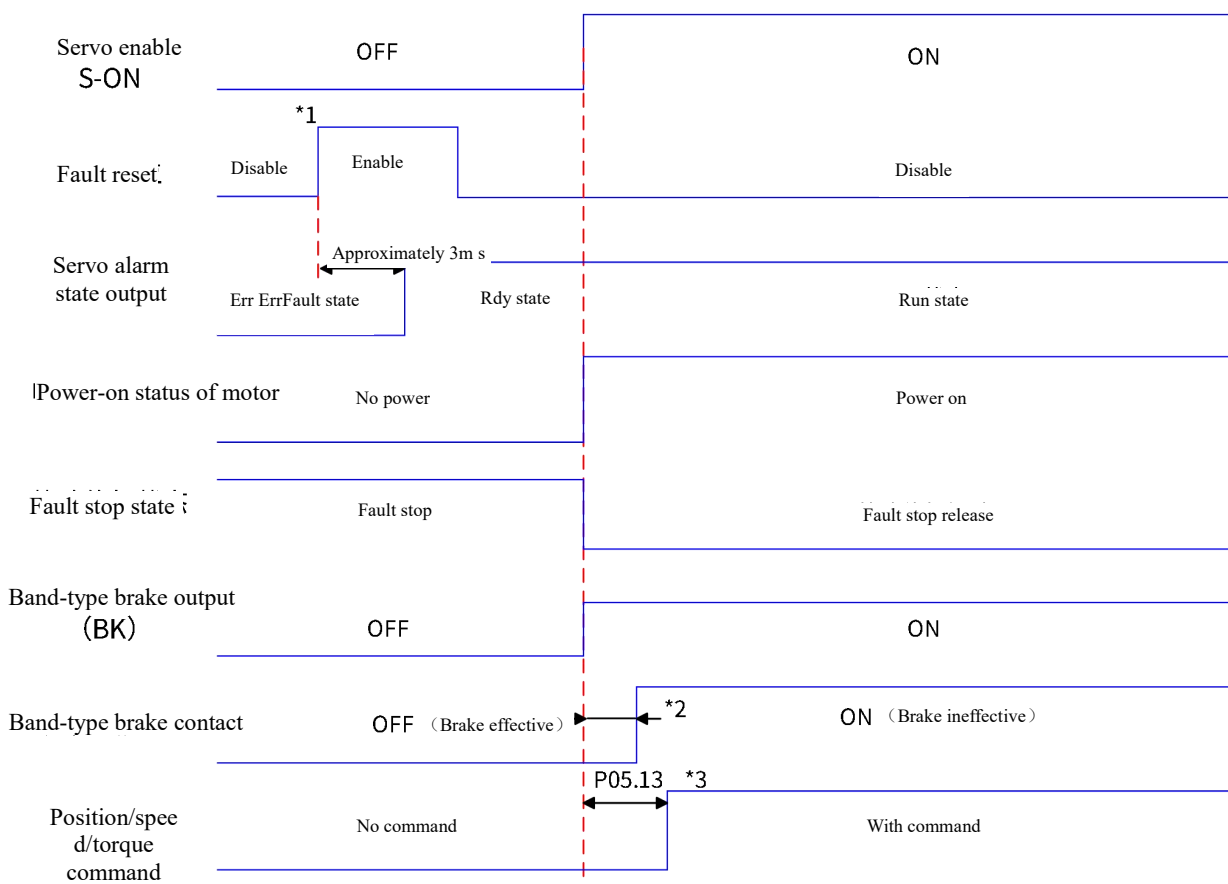 Servo enable
S-ON
OFF
ON
*1
Fault reset
Disable
Enable
Disable
Approximately 3m s
Servo alarm
state output
Err ErrFault state
Rdy state
Run state
Power-on status of motor
No power
Power on
Fault stop state
Fault stop
Fault stop release
Band-type brake output
(BK)
OFF
ON
Band-type brake contact
OFF （Brake effective）
*2
ON （Brake ineffective）
P05.13 *3
Position/spee
d/torque
command
No command
With command